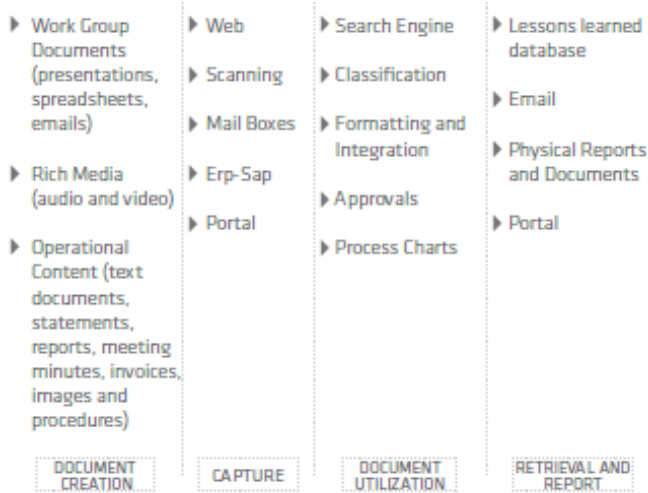 Work Group
Documents
(presentations,
spreadsheets,
emails)
Rich Media
(audio and video)
Operational
Content (text
documents,
statements,
reports, meeting
minutes, invoices,
images and
procedures)
DOCUMENT
CREATION
Web
Scanning
Mail Boxes
Erp-Sap
Portal
CAPTURE
Search Engine
Classification
Formatting and
Integration
Approvals
Process Charts
DOCUMENT
UTILIZATION
Lessons learned
database
Email
Physical Reports
and Documents
Portal
RETRIEVAL AND
REPORT